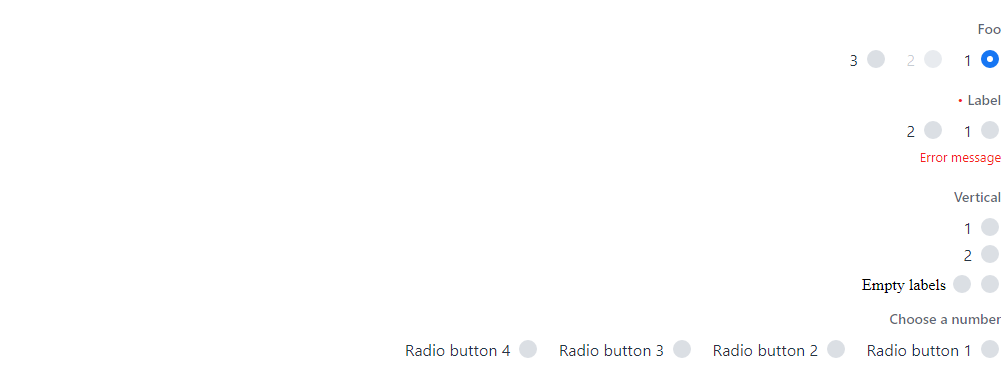 Foo
3 2 1
• Label
2 1
Error message
Vertical
1
2
Empty labels
Choose a number
Radio button 4 Radio button 3 Radio button 2 Radio button 1